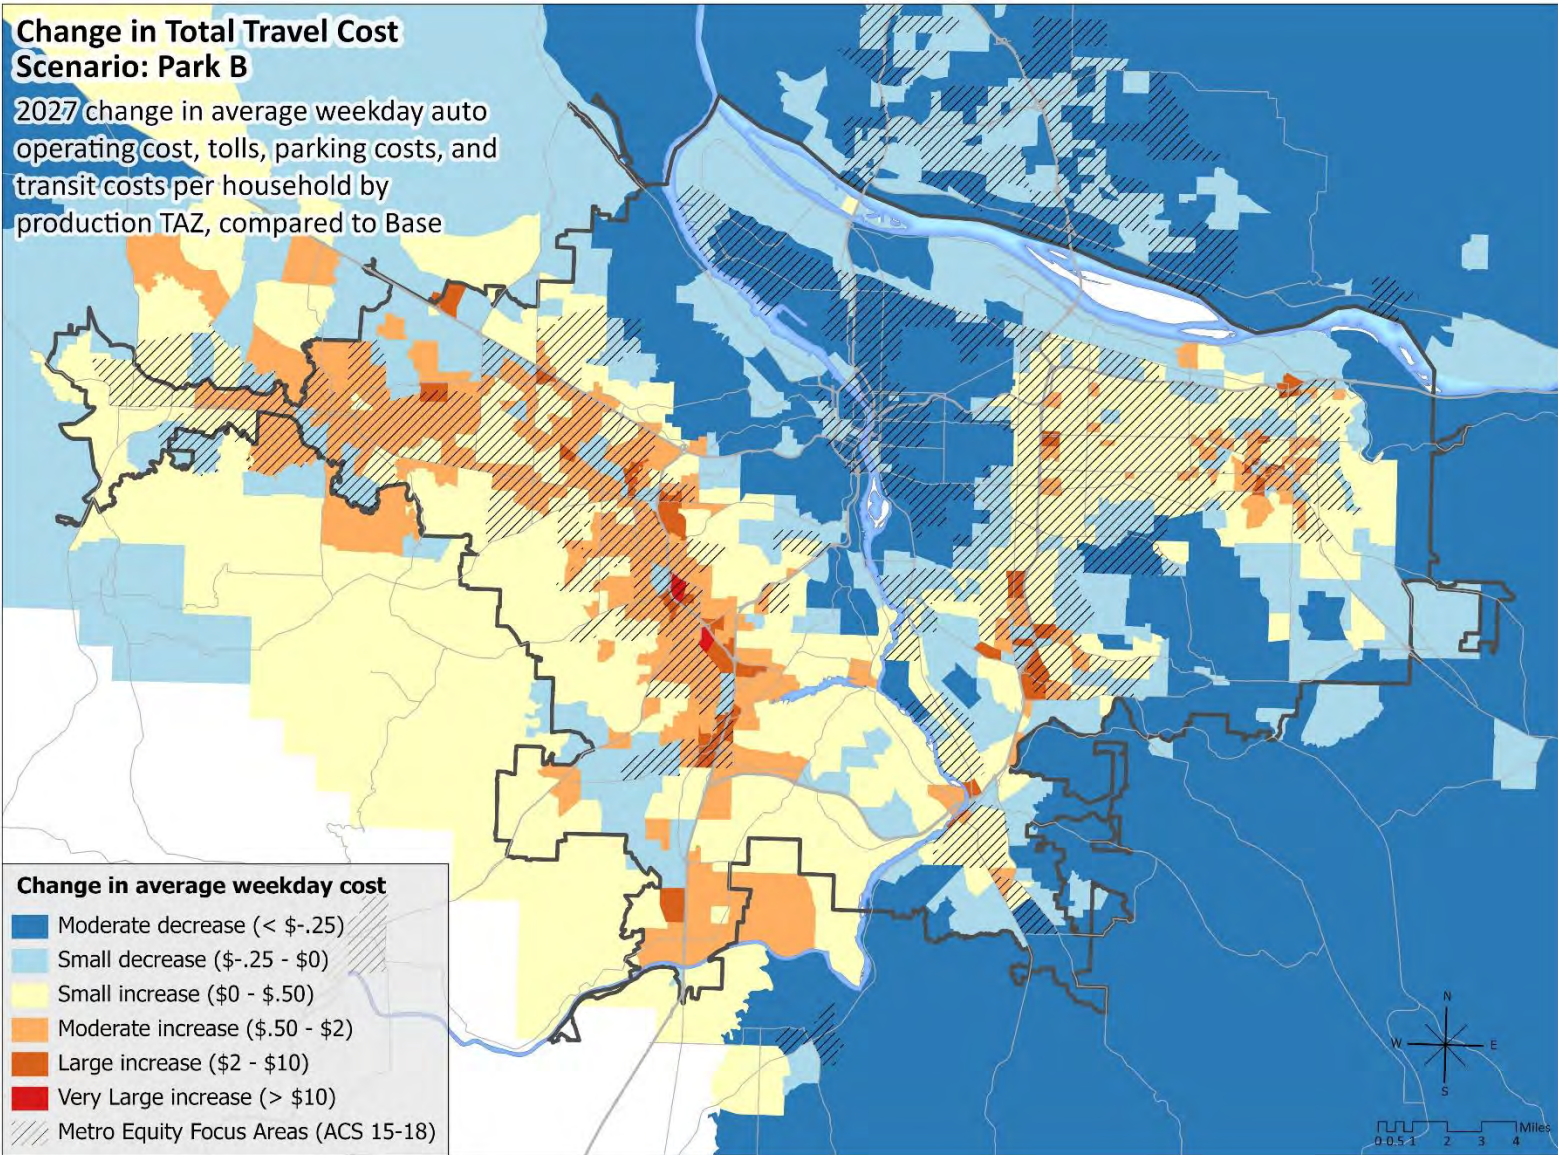 Change in Total Travel Cost
Scenario: Park B
2027 change in average weekday auto
operating cost, tolls, parking costs, and
transit costs per household by
production TAZ, compared to Base
Change in average weekday cost
Moderate decrease (< $-.25)
Small decrease ($-.25 - $0)
Small increase ($0 - $.50)
Moderate increase ($.50 - $2)
Large increase ($2 - $10)
Very Large increase (> $10)
Metro Equity Focus Areas (ACS 15-18)
N
W E
S
Miles
0 0.5 1 2 3 4